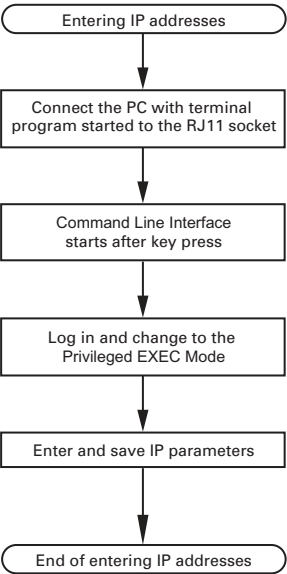 Entering IP addresses
Connect the PC with terminal
program started to the RJ11 socket
Command Line Interface
starts after key press
Log in and change to the
Privileged EXEC Mode
Enter and save IP parameters
End of entering IP addresses